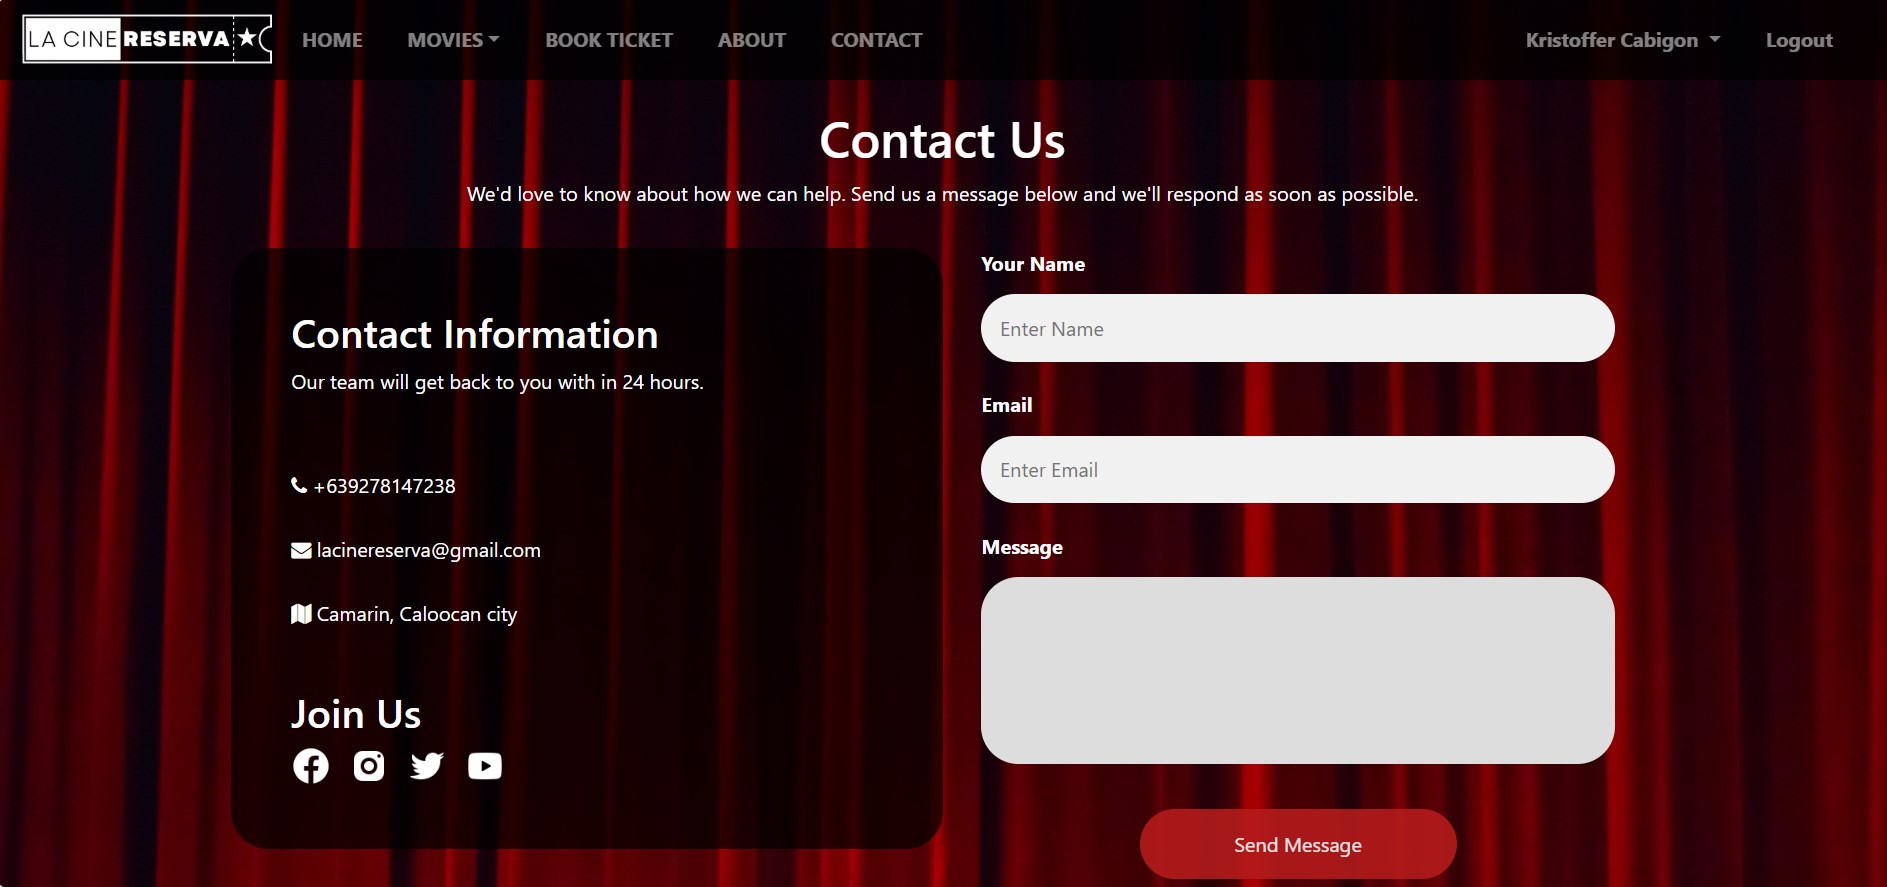 LA CINE RESERVA HOME MOVIES BOOK TICKET ABOUT CONTACT Kristoffer Cabigon Logout
Contact Us
We'd love to know about how we can help. Send us a message below and we'll respond as soon as possible.
Contact Information
Our team will get back to you with in 24 hours.
+639278147238
lacinereserva@gmail.com
Camarin, Caloocan city
Join Us
Your Name
Enter Name
Email
Enter Email
Message
Send Message